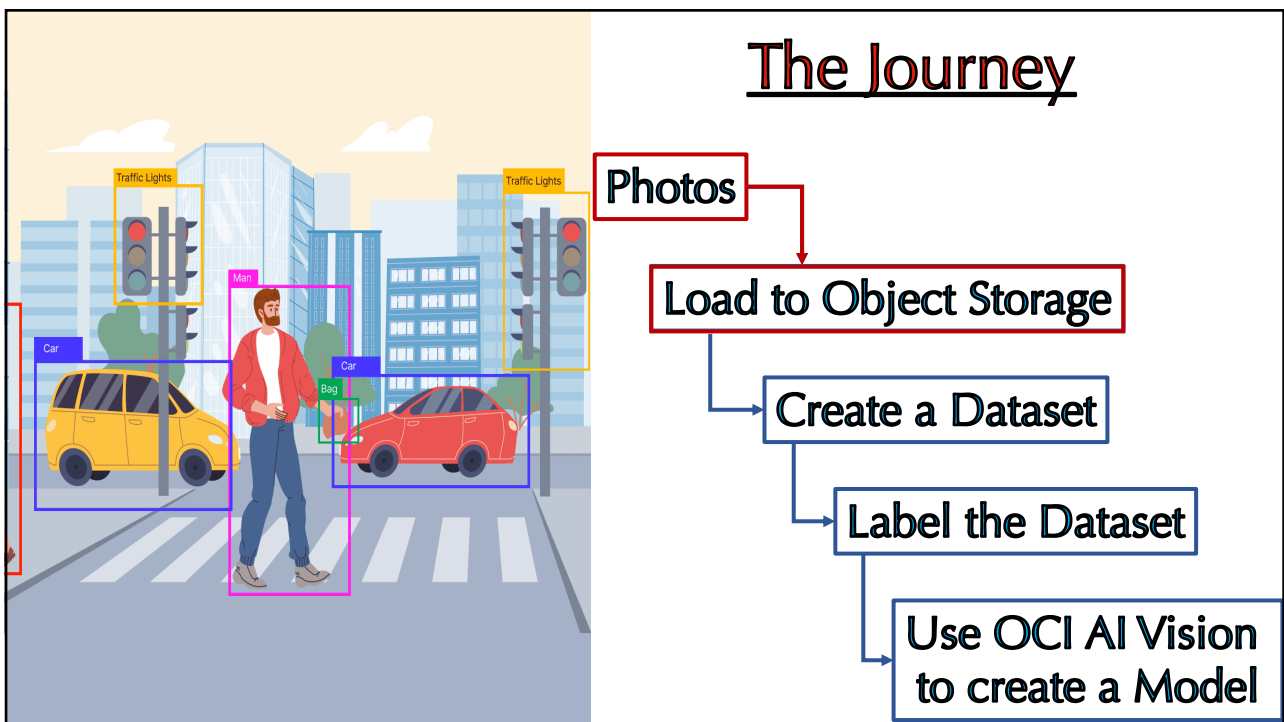 The Journey
Traffic Lights
Traffic Lights
Man
Car
Car
Bag
Photos
Load to Object Storage
Create a Dataset
Label the Dataset
Use OCI AI Vision
to create a Model